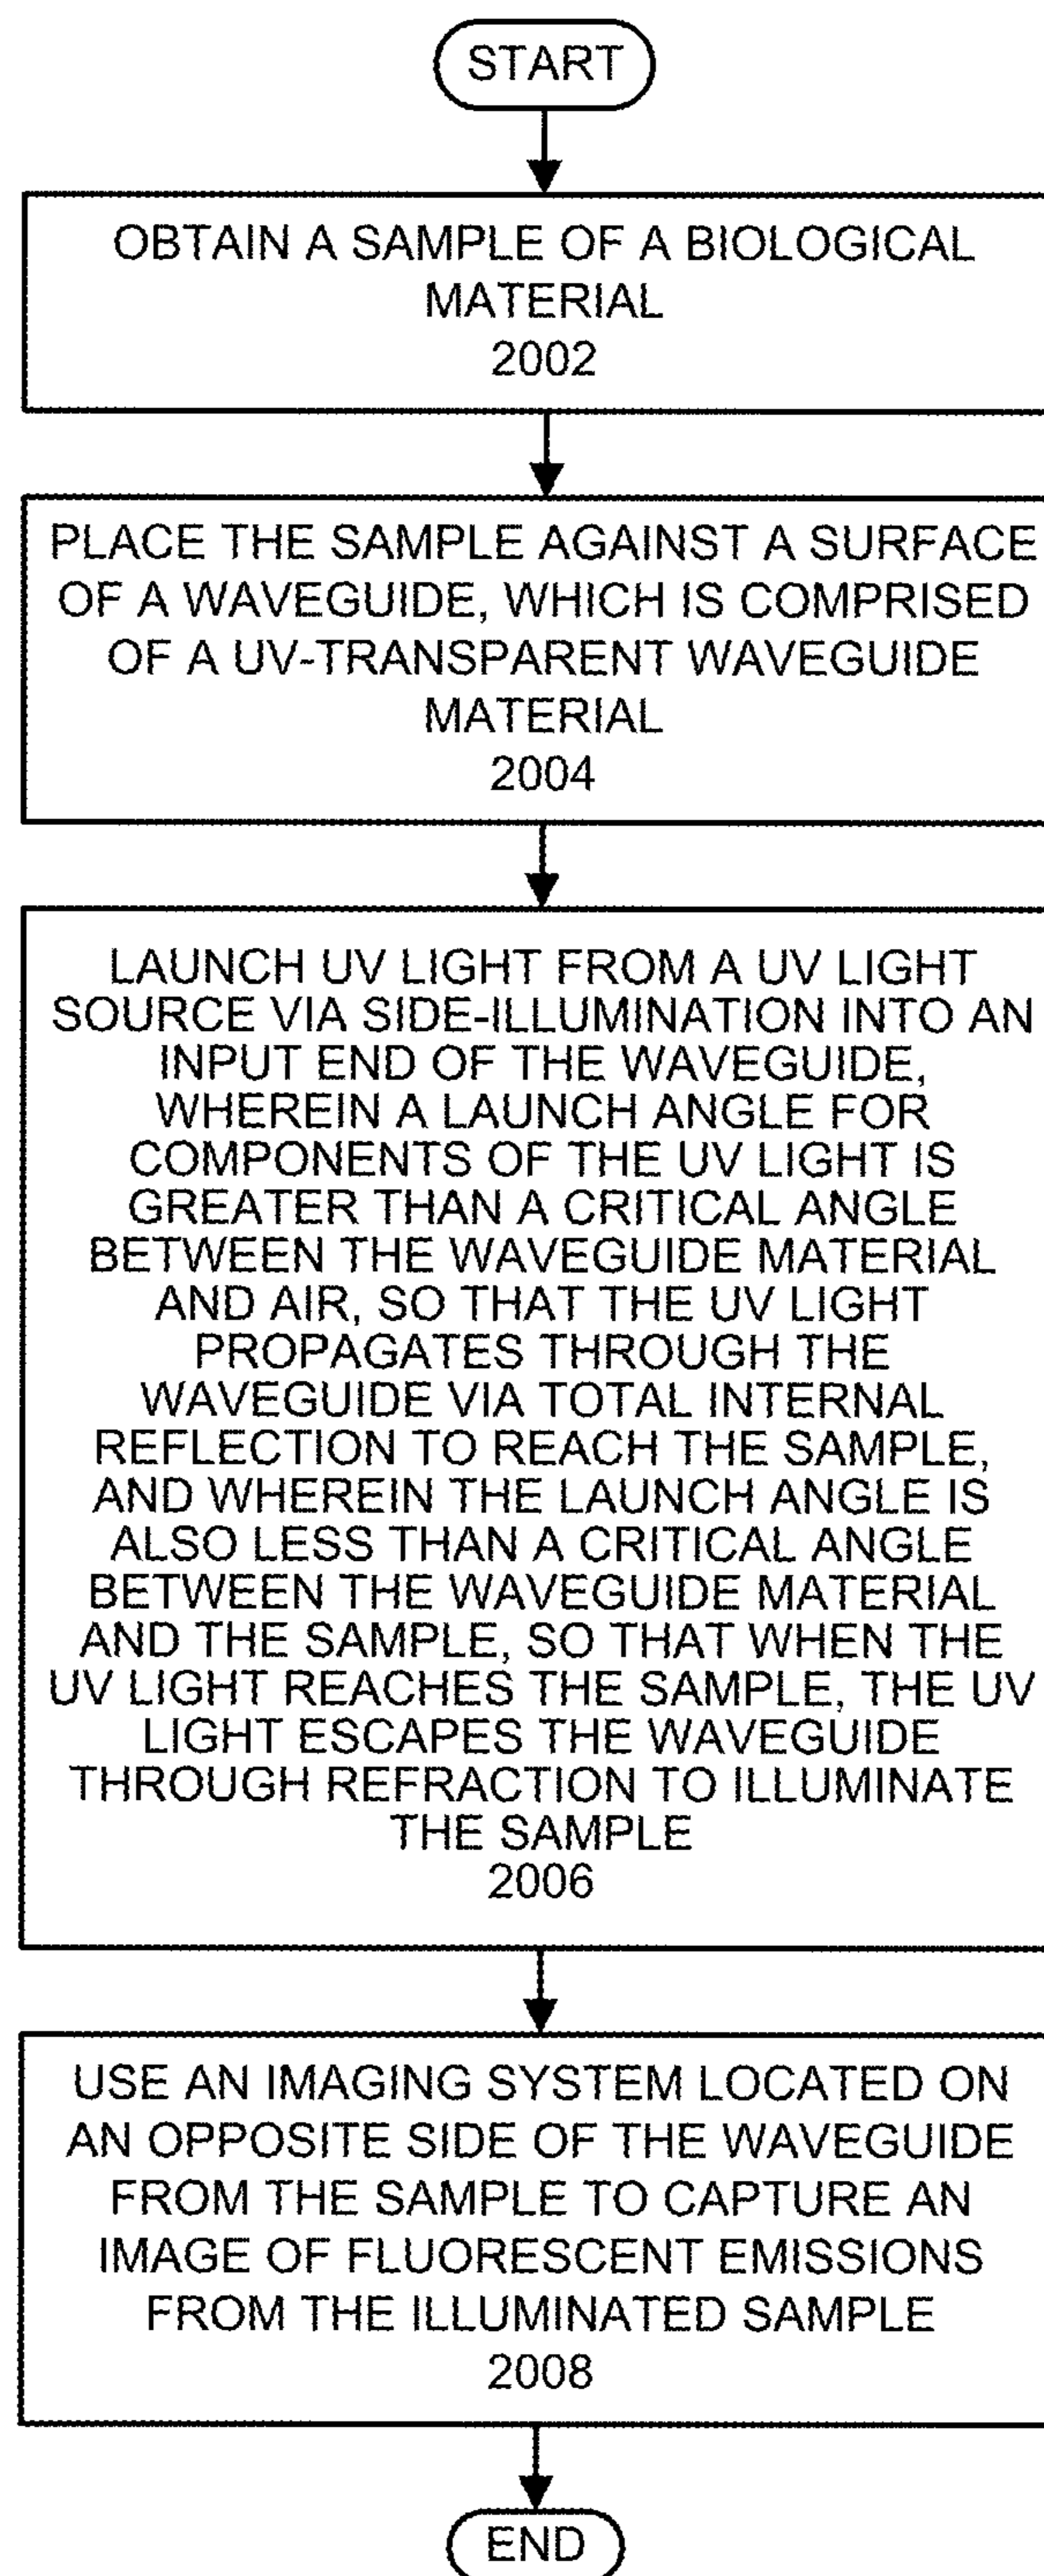 START
OBTAIN A SAMPLE OF A BIOLOGICAL
MATERIAL
2002
PLACE THE SAMPLE AGAINST A SURFACE
OF A WAVEGUIDE, WHICH IS COMPRISED
OF A UV-TRANSPARENT WAVEGUIDE
MATERIAL
2004
LAUNCH UV LIGHT FROM A UV LIGHT
SOURCE VIA SIDE-ILLUMINATION INTO AN
INPUT END OF THE WAVEGUIDE,
WHEREIN A LAUNCH ANGLE FOR
COMPONENTS OF THE UV LIGHT IS
GREATER THAN A CRITICAL ANGLE
BETWEEN THE WAVEGUIDE MATERIAL
AND AIR, SO THAT THE UV LIGHT
PROPAGATES THROUGH THE
WAVEGUIDE VIA TOTAL INTERNAL
REFLECTION TO REACH THE SAMPLE,
AND WHEREIN THE LAUNCH ANGLE IS
ALSO LESS THAN A CRITICAL ANGLE
BETWEEN THE WAVEGUIDE MATERIAL
AND THE SAMPLE, SO THAT WHEN THE
UV LIGHT REACHES THE SAMPLE, THE UV
LIGHT ESCAPES THE WAVEGUIDE
THROUGH REFRACTION TO ILLUMINATE
THE SAMPLE
2006
USE AN IMAGING SYSTEM LOCATED ON
AN OPPOSITE SIDE OF THE WAVEGUIDE
FROM THE SAMPLE TO CAPTURE AN
IMAGE OF FLUORESCENT EMISSIONS
FROM THE ILLUMINATED SAMPLE
2008
END